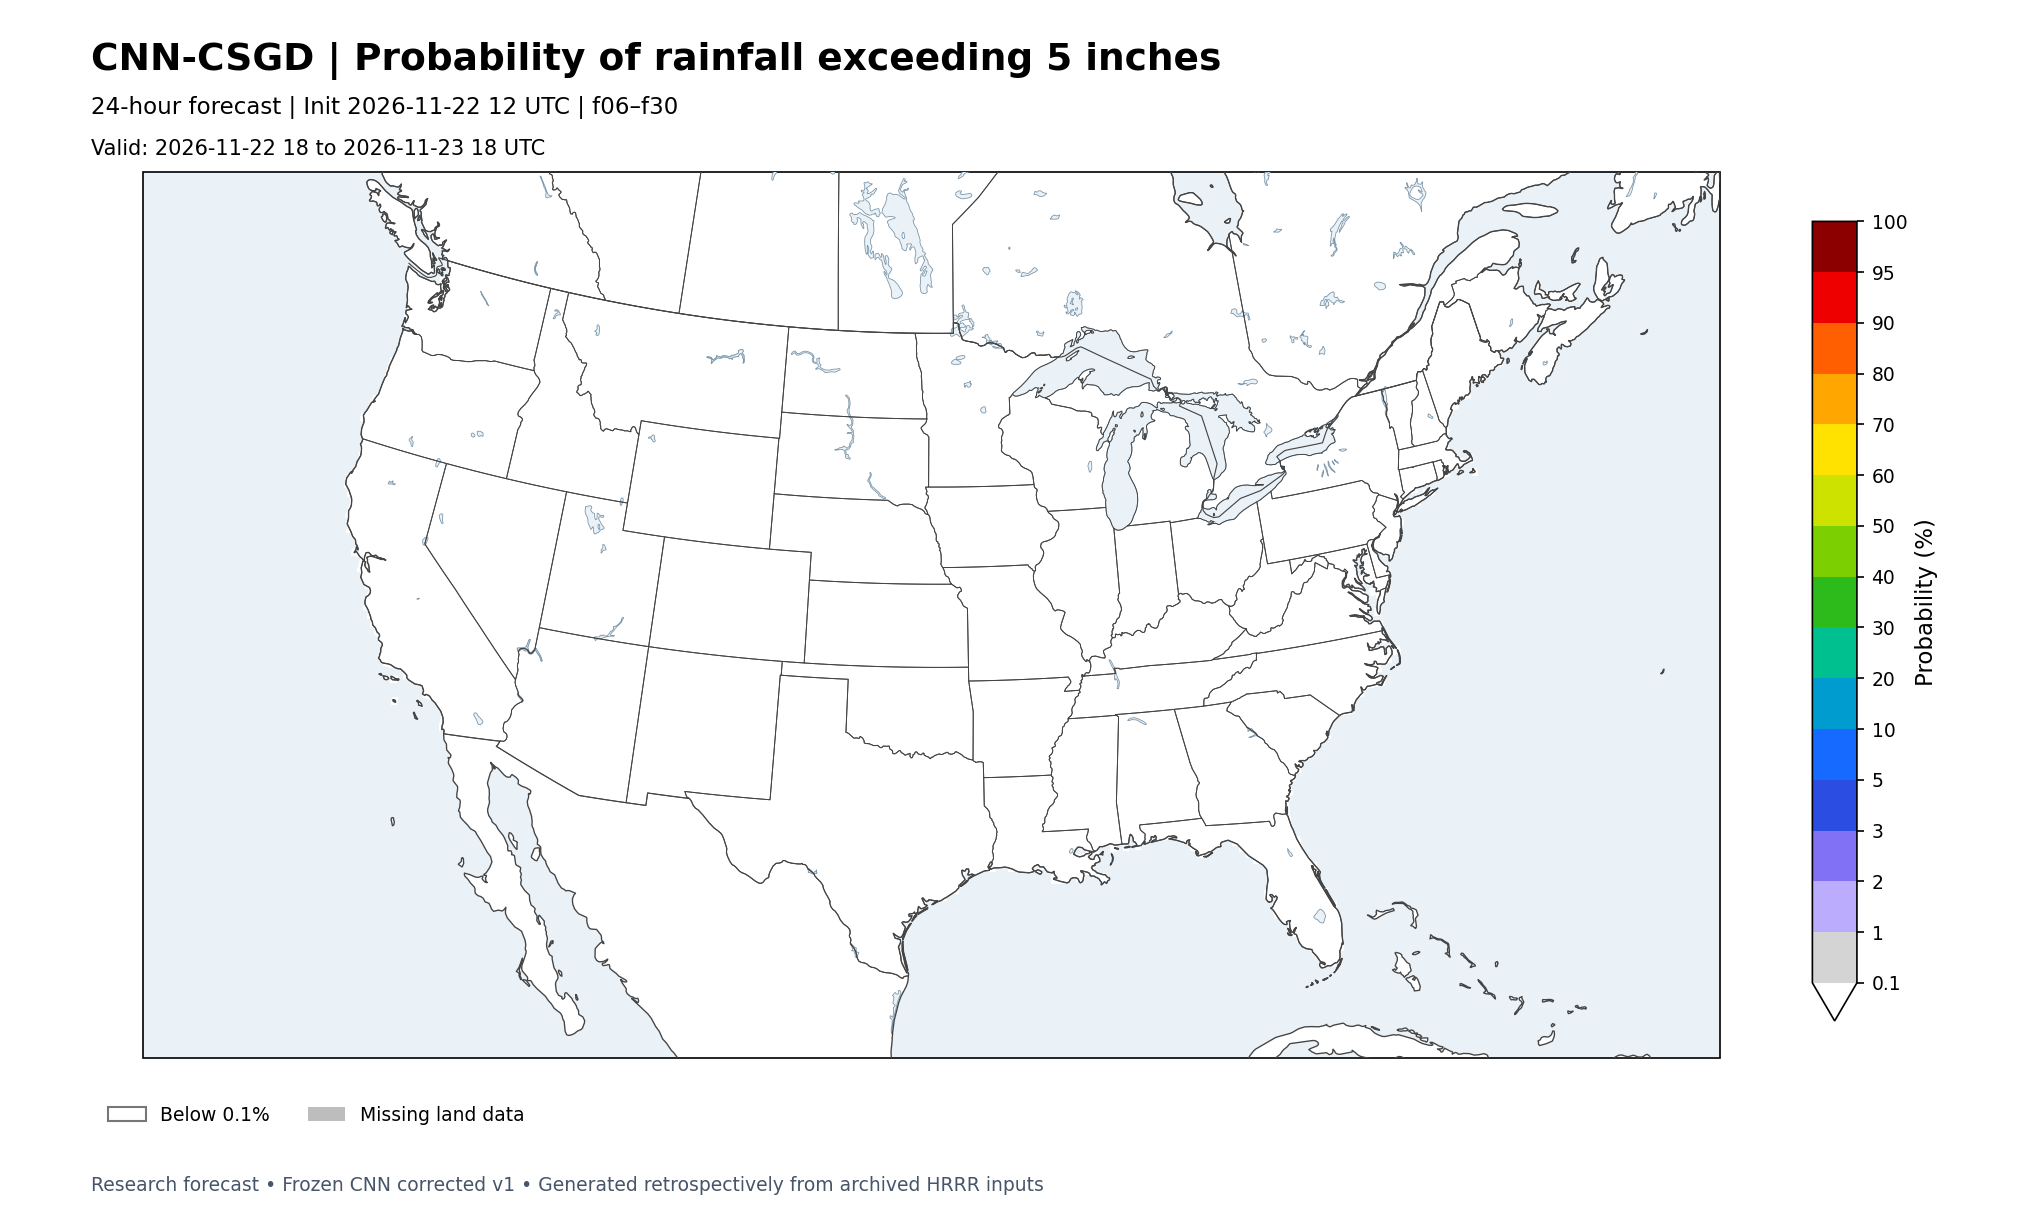 CNN-CSGD | Probability of rainfall exceeding 5 inches
24-hour forecast | Init 2026-11-22 12 UTC | f06–f30
Valid: 2026-11-22 18 to 2026-11-23 18 UTC
100
95
90
80
70
60
50
40
30
20
10
5
3
2
1
0.1
Probability (%)
Below 0.1%
Missing land data
Research forecast • Frozen CNN corrected v1 • Generated retrospectively from archived HRRR inputs